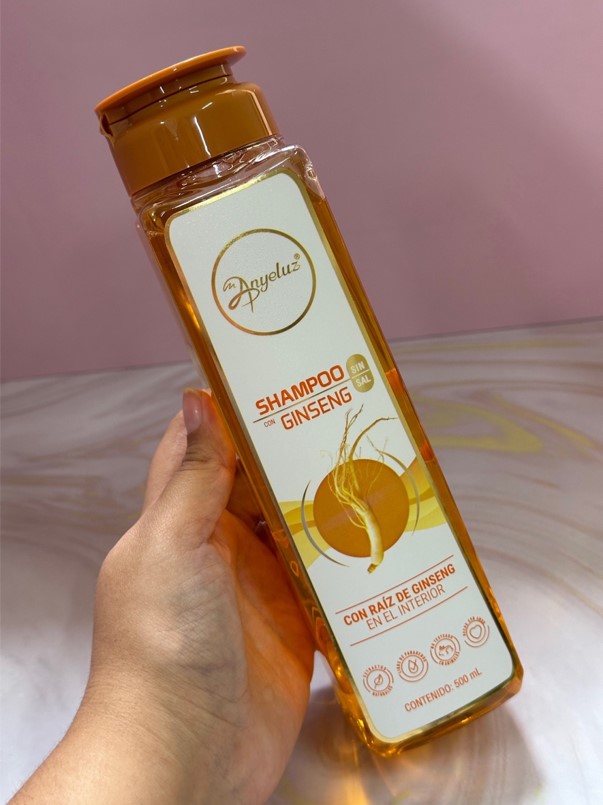 Anyeluz®
SHAMPOO
CON GINSENG
SIN
SAL
CON RAÍZ DE GINSENG
EN EL INTERIOR
CONTENIDO: 500 mL